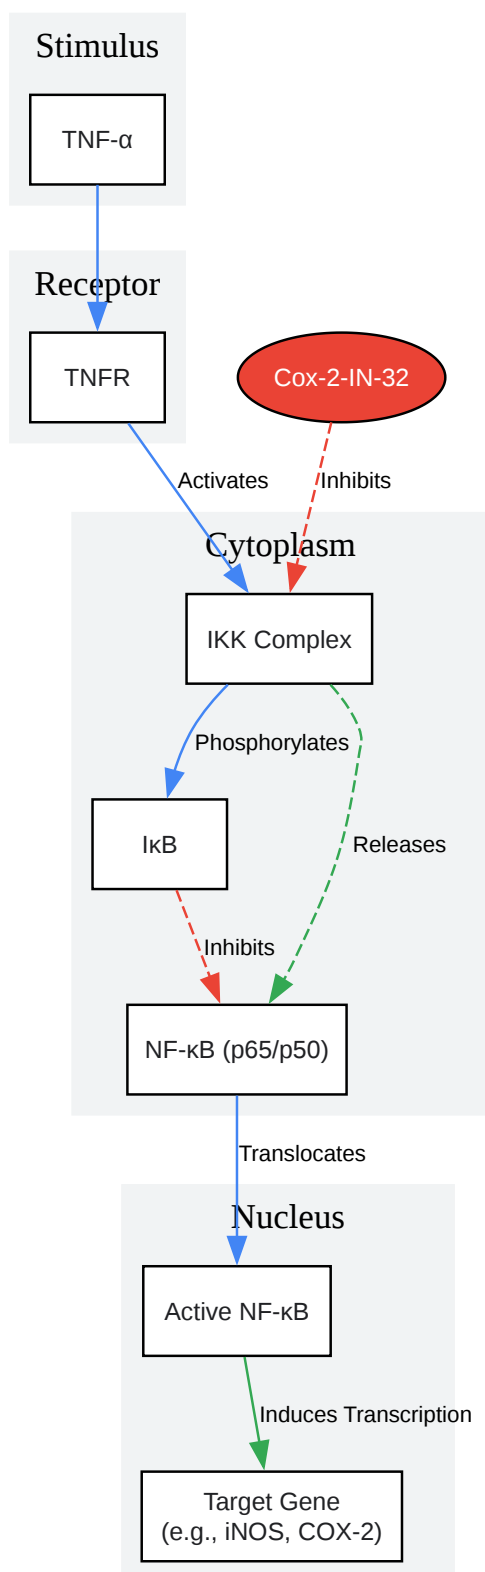 Stimulus
TNF-α
Receptor
TNFR
Cox-2-IN-32
Activates
Inhibits
Cytoplasm
IKK Complex
Phosphorylates
IκB
Releases
Inhibits
NF-κB (p65/p50)
Translocates
Nucleus
Active NF-κB
Induces Transcription
Target Gene
(e.g., iNOS, COX-2)